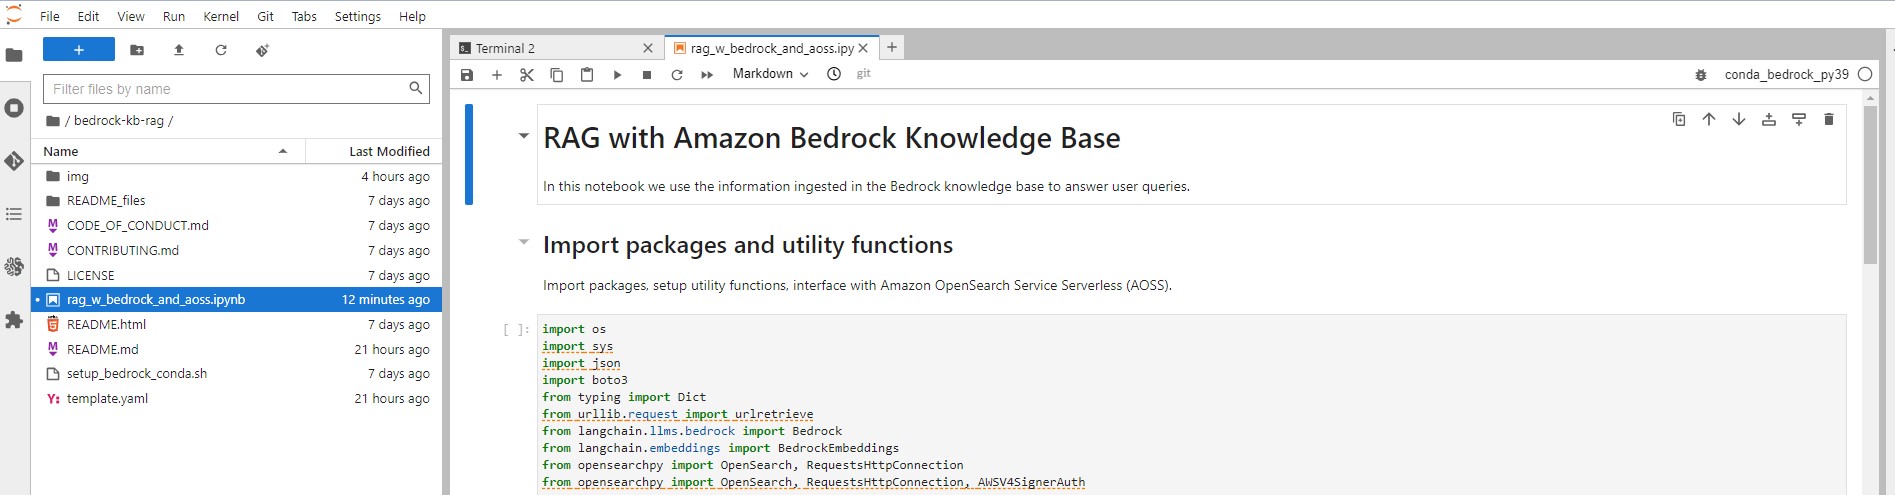 File Edit View Run Kernel Git Tabs Settings Help
+
Filter files by name
/ bedrock-kb-rag /
Name Last Modified
img 4 hours ago
README_files 7 days ago
CODE_OF_CONDUCT.md 7 days ago
CONTRIBUTING.md 7 days ago
LICENSE 7 days ago
rag_w_bedrock_and_aoss.ipynb 12 minutes ago
README.html 7 days ago
README.md 21 hours ago
setup_bedrock_conda.sh 7 days ago
Y: template.yaml 21 hours ago
Terminal 2
rag_w_bedrock_and_aoss.ipy
Markdown
git
conda_bedrock_py39
RAG with Amazon Bedrock Knowledge Base
In this notebook we use the information ingested in the Bedrock knowledge base to answer user queries.
Import packages and utility functions
Import packages, setup utility functions, interface with Amazon OpenSearch Service Serverless (AOSS).
[ ]:
import os
import sys
import json
import boto3
from typing import Dict
from urllib.request import urlretrieve
from langchain.llms.bedrock import Bedrock
from langchain.embeddings import BedrockEmbeddings
from opensearchpy import OpenSearch, RequestsHttpConnection
from opensearchpy import OpenSearch, RequestsHttpConnection, AWSV4SignerAuth